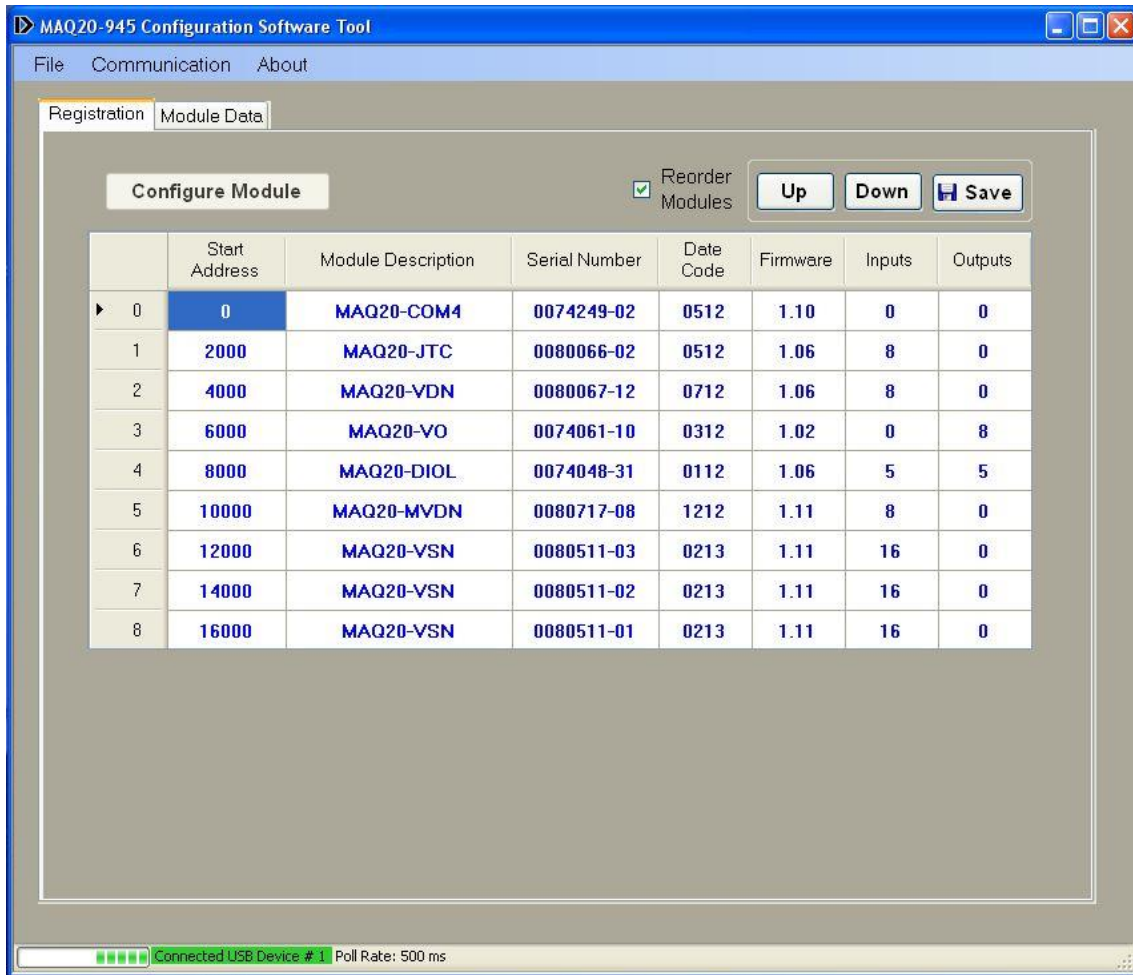 MAQ20-945 Configuration Software Tool
File Communication About
Registration Module Data
Configure Module Reorder Modules Up Down Save
Start Address Module Description Serial Number Date Code Firmware Inputs Outputs
0 0 MAQ20-COM4 0074249-02 0512 1.10 0 0
1 2000 MAQ20-JTC 0080066-02 0512 1.06 8 0
2 4000 MAQ20-VDN 0080067-12 0712 1.06 8 0
3 6000 MAQ20-VO 0074061-10 0312 1.02 0 8
4 8000 MAQ20-DIOL 0074048-31 0112 1.06 5 5
5 10000 MAQ20-MVDN 0080717-08 1212 1.11 8 0
6 12000 MAQ20-VSN 0080511-03 0213 1.11 16 0
7 14000 MAQ20-VSN 0080511-02 0213 1.11 16 0
8 16000 MAQ20-VSN 0080511-01 0213 1.11 16 0
Connected USB Device # 1 Poll Rate: 500 ms